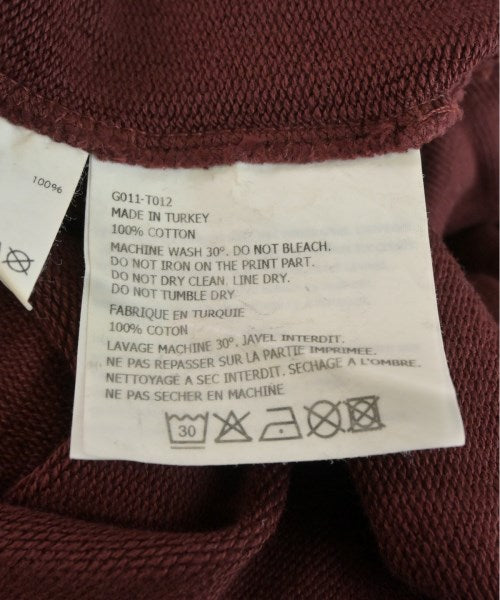 100%
G011-T012
MADE IN TURKEY
100% COTTON
MACHINE WASH 30°. DO NOT BLEACH.
DO NOT IRON ON THE PRINT PART.
DO NOT DRY CLEAN. LINE DRY.
DO NOT TUMBLE DRY
FABRIQUE EN TURQUIE
100% COTON
LAVAGE MACHINE 30°. JAVEL INTERDIT.
NE PAS REPASSER SUR LA PARTIE IMPRIMEE.
NETTOYAGE A SEC INTERDIT. SECHAGE A L'OMBRE.
NE PAS SECHER EN MACHINE
30